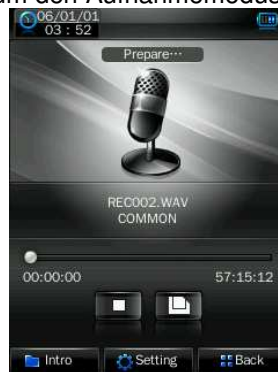 um den Aufnahmemodus
06/01/01
03 : 52
Prepare···
REC002.WAV
COMMON
00:00:00
57:15:12
Intro
Setting
Back